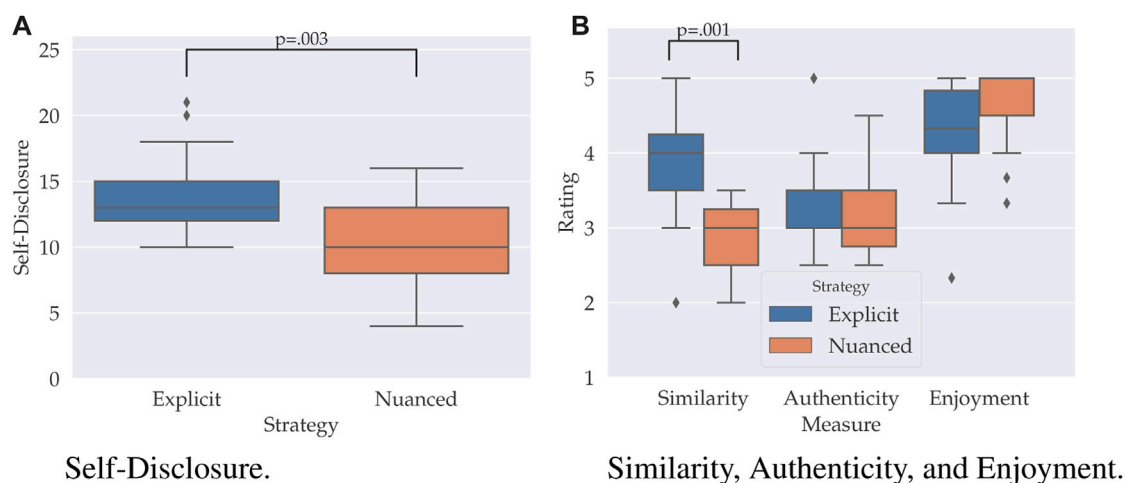 A
p=.003
25
20
15
10
5
0
Self-Disclosure
Explicit
Nuanced
Strategy
Self-Disclosure.
B
p=.001
5
4
3
2
1
Rating
Strategy
Explicit
Nuanced
Similarity
Authenticity
Enjoyment
Measure
Similarity, Authenticity, and Enjoyment.